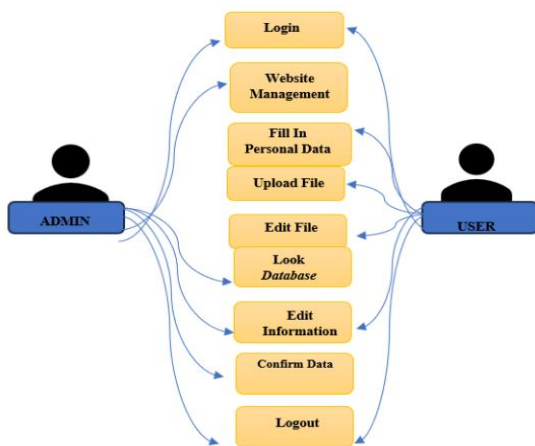 Login
Website
Management
Fill In
Personal Data
Upload File
ADMIN
USER
Edit File
Look
Database
Edit
Information
Confirm Data
Logout